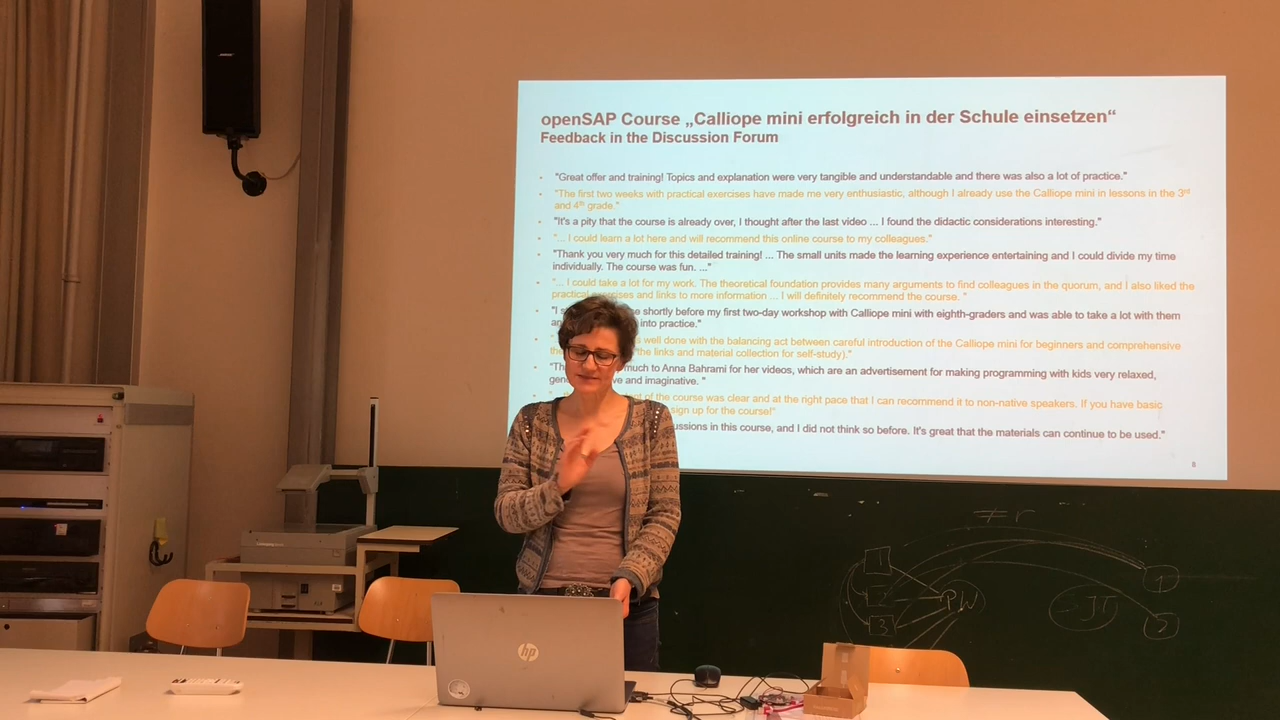 openSAP Course „Calliope mini erfolgreich in der Schule einsetzen“
Feedback in the Discussion Forum
"Great offer and training! Topics and explanation were very tangible and understandable and there was also a lot of practice."
"The first two weeks with practical exercises have made me very enthusiastic, although I already use the Calliope mini in lessons in the 3rd
and 4th grade."
"It's a pity that the course is already over, I thought after the last video ... I found the didactic considerations interesting."
"... I could learn a lot here and will recommend this online course to my colleagues."
"Thank you very much for this detailed training! ... The small units made the learning experience entertaining and I could divide my time
individually. The course was fun. ..."
"... I could take a lot for my work. The theoretical foundation provides many arguments to find colleagues in the quorum, and I also liked the
practical exercises and links to more information ... I will definitely recommend the course. "
"I shortly before my first two-day workshop with Calliope mini with eighth-graders and was able to take a lot with them
into practice."
well done with the balancing act between careful introduction of the Calliope mini for beginners and comprehensive
the links and material collection for self-study)."
much to Anna Bahrami for her videos, which are an advertisement for making programming with kids very relaxed,
and imaginative. "
of the course was clear and at the right pace that I can recommend it to non-native speakers. If you have basic
sign up for the course!"
in this course, and I did not think so before. It's great that the materials can continue to be used."
8
BOSE
≠ r
1
2
3
PW
1
2
hp